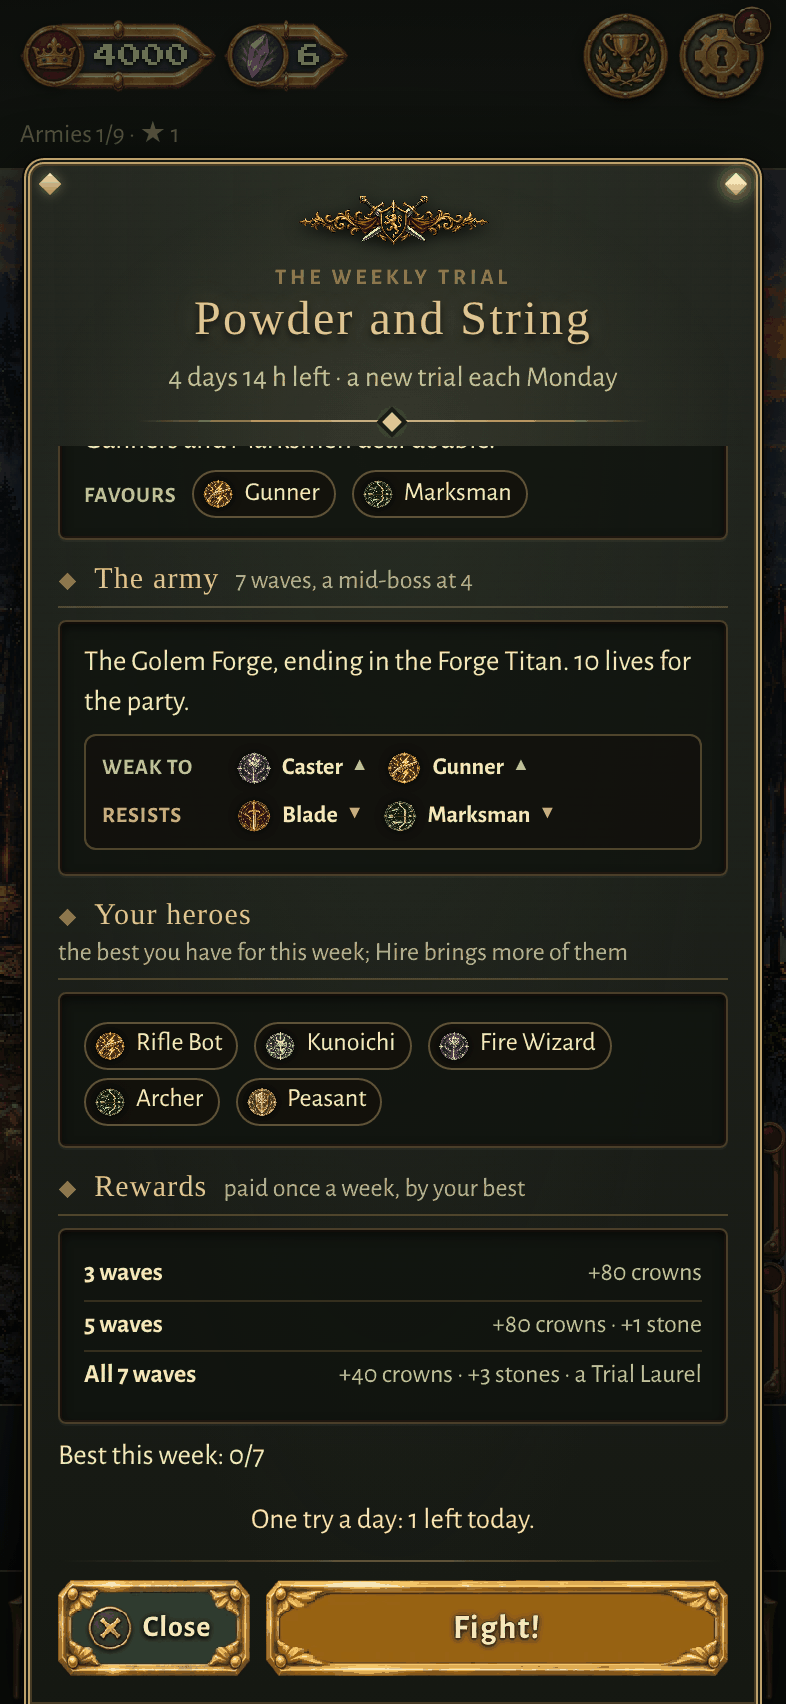 4000
6
Armies 1/9 · ★ 1
THE WEEKLY TRIAL
Powder and String
4 days 14 h left · a new trial each Monday
Gunners and Marksmen deal double.
FAVOURS Gunner Marksman
The army 7 waves, a mid-boss at 4
The Golem Forge, ending in the Forge Titan. 10 lives for
the party.
WEAK TO Caster ▲ Gunner ▲
RESISTS Blade ▼ Marksman ▼
Your heroes
the best you have for this week; Hire brings more of them
Rifle Bot Kunoichi Fire Wizard
Archer Peasant
Rewards paid once a week, by your best
3 waves +80 crowns
5 waves +80 crowns · +1 stone
All 7 waves +40 crowns · +3 stones · a Trial Laurel
Best this week: 0/7
One try a day: 1 left today.
Close Fight!